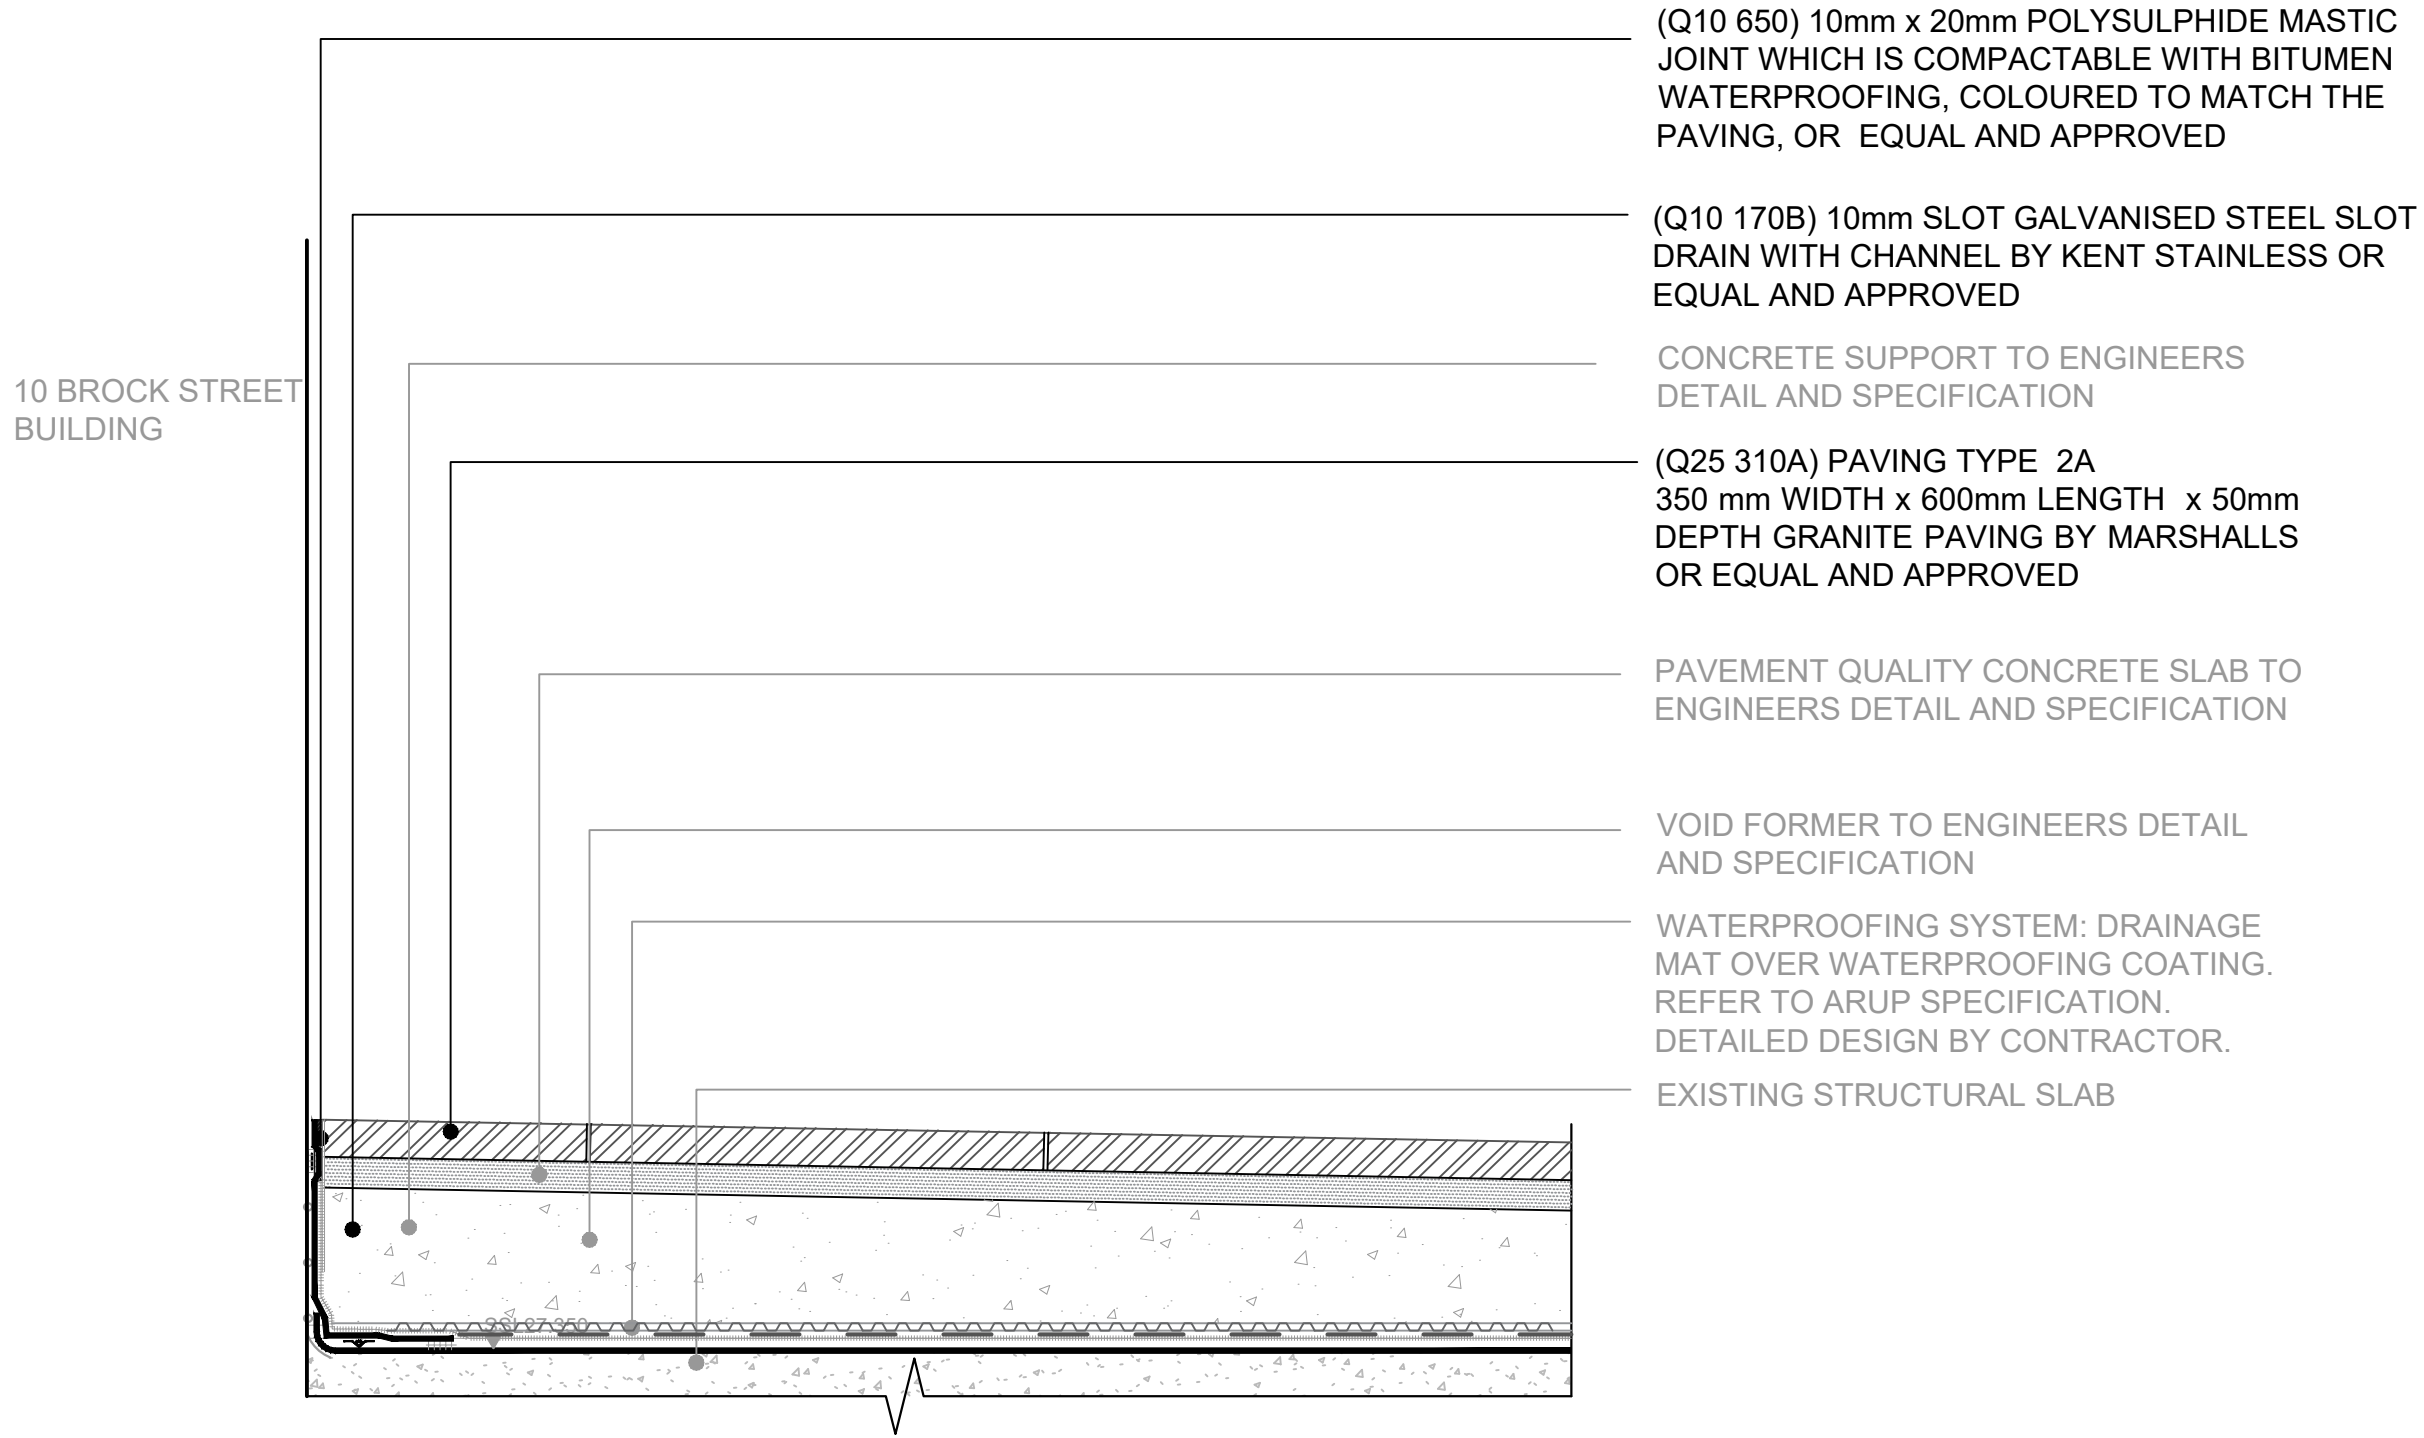 (Q10 650) 10mm x 20mm POLYSULPHIDE MASTIC
JOINT WHICH IS COMPACTABLE WITH BITUMEN
WATERPROOFING, COLOURED TO MATCH THE
PAVING, OR EQUAL AND APPROVED
(Q10 170B) 10mm SLOT GALVANISED STEEL SLOT
DRAIN WITH CHANNEL BY KENT STAINLESS OR
EQUAL AND APPROVED
CONCRETE SUPPORT TO ENGINEERS
DETAIL AND SPECIFICATION
10 BROCK STREET
BUILDING
(Q25 310A) PAVING TYPE 2A
350 mm WIDTH x 600mm LENGTH x 50mm
DEPTH GRANITE PAVING BY MARSHALLS
OR EQUAL AND APPROVED
PAVEMENT QUALITY CONCRETE SLAB TO
ENGINEERS DETAIL AND SPECIFICATION
VOID FORMER TO ENGINEERS DETAIL
AND SPECIFICATION
WATERPROOFING SYSTEM: DRAINAGE
MAT OVER WATERPROOFING COATING.
REFER TO ARUP SPECIFICATION.
DETAILED DESIGN BY CONTRACTOR.
EXISTING STRUCTURAL SLAB
SSL27.350